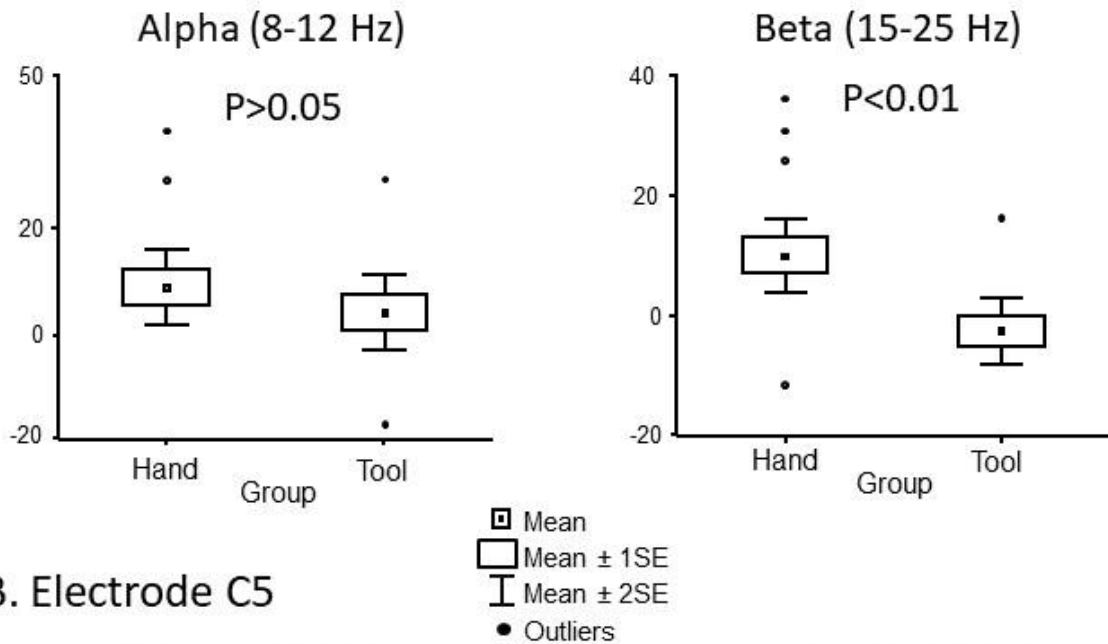 Alpha (8-12 Hz)
Beta (15-25 Hz)
50
P>0.05
20
0
-20
Hand
Tool
Group
40
P<0.01
20
0
-20
Hand
Tool
Group
Mean
Mean ± 1SE
Mean ± 2SE
Outliers
3. Electrode C5